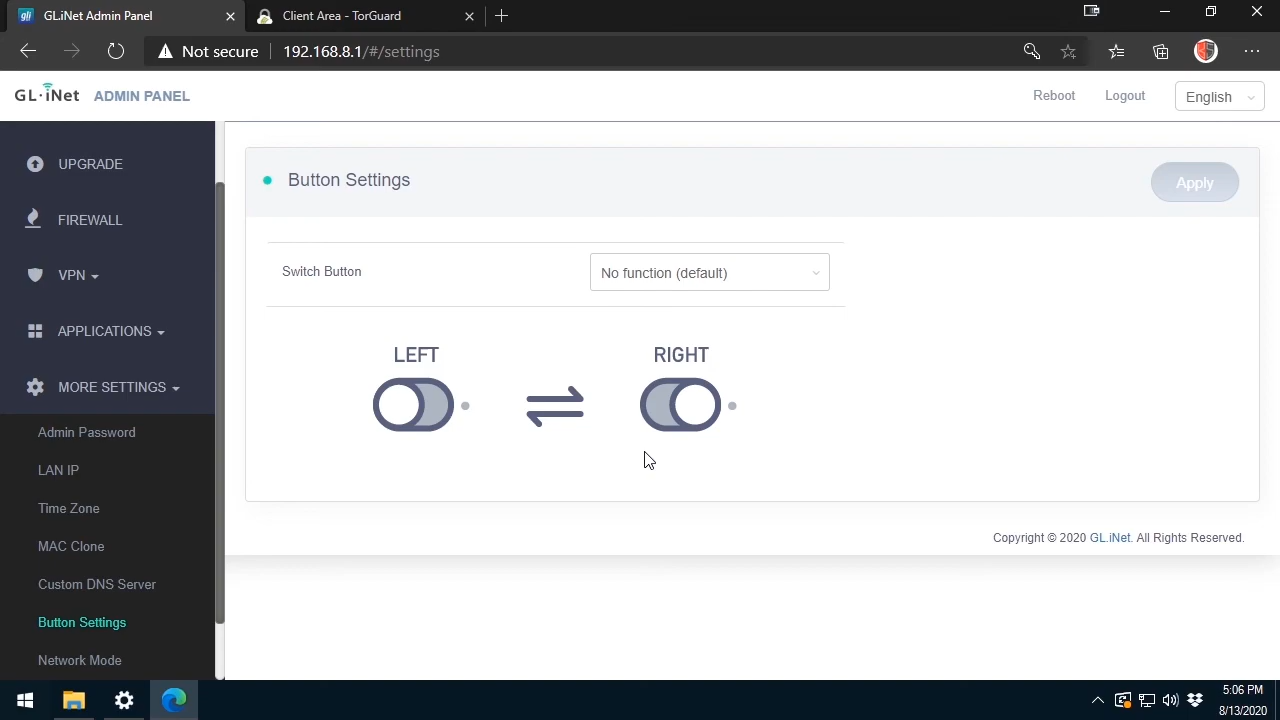 gli GLiNet Admin Panel
Client Area - TorGuard
Not secure
192.168.8.1/#/settings
GL·iNet ADMIN PANEL
Reboot
Logout
English
UPGRADE
FIREWALL
VPN
APPLICATIONS
MORE SETTINGS
Admin Password
LAN IP
Time Zone
MAC Clone
Custom DNS Server
Button Settings
Network Mode
Button Settings
Apply
Switch Button
No function (default)
LEFT
RIGHT
Copyright © 2020 GL.iNet. All Rights Reserved.
5:06 PM
8/13/2020